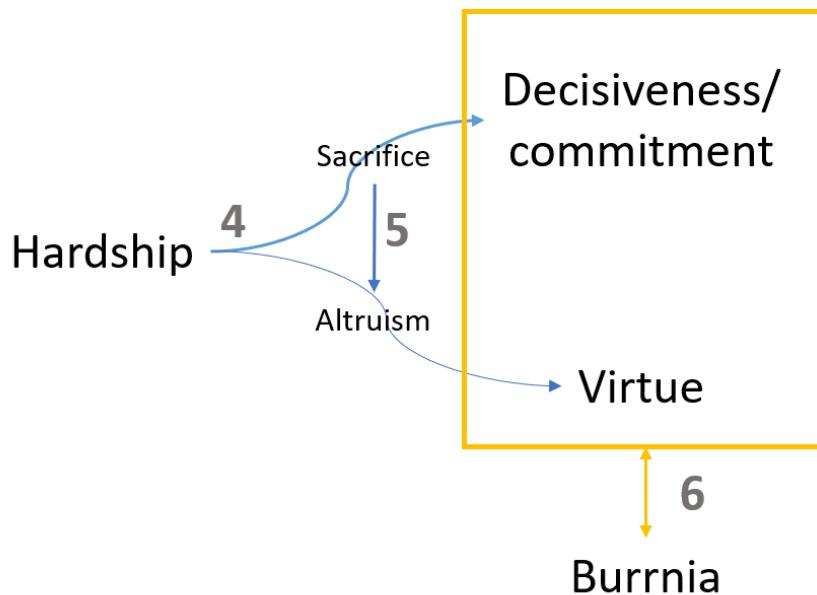 Decisiveness/
commitment
Sacrifice
4
5
Hardship
Altruism
Virtue
6
Burrnia